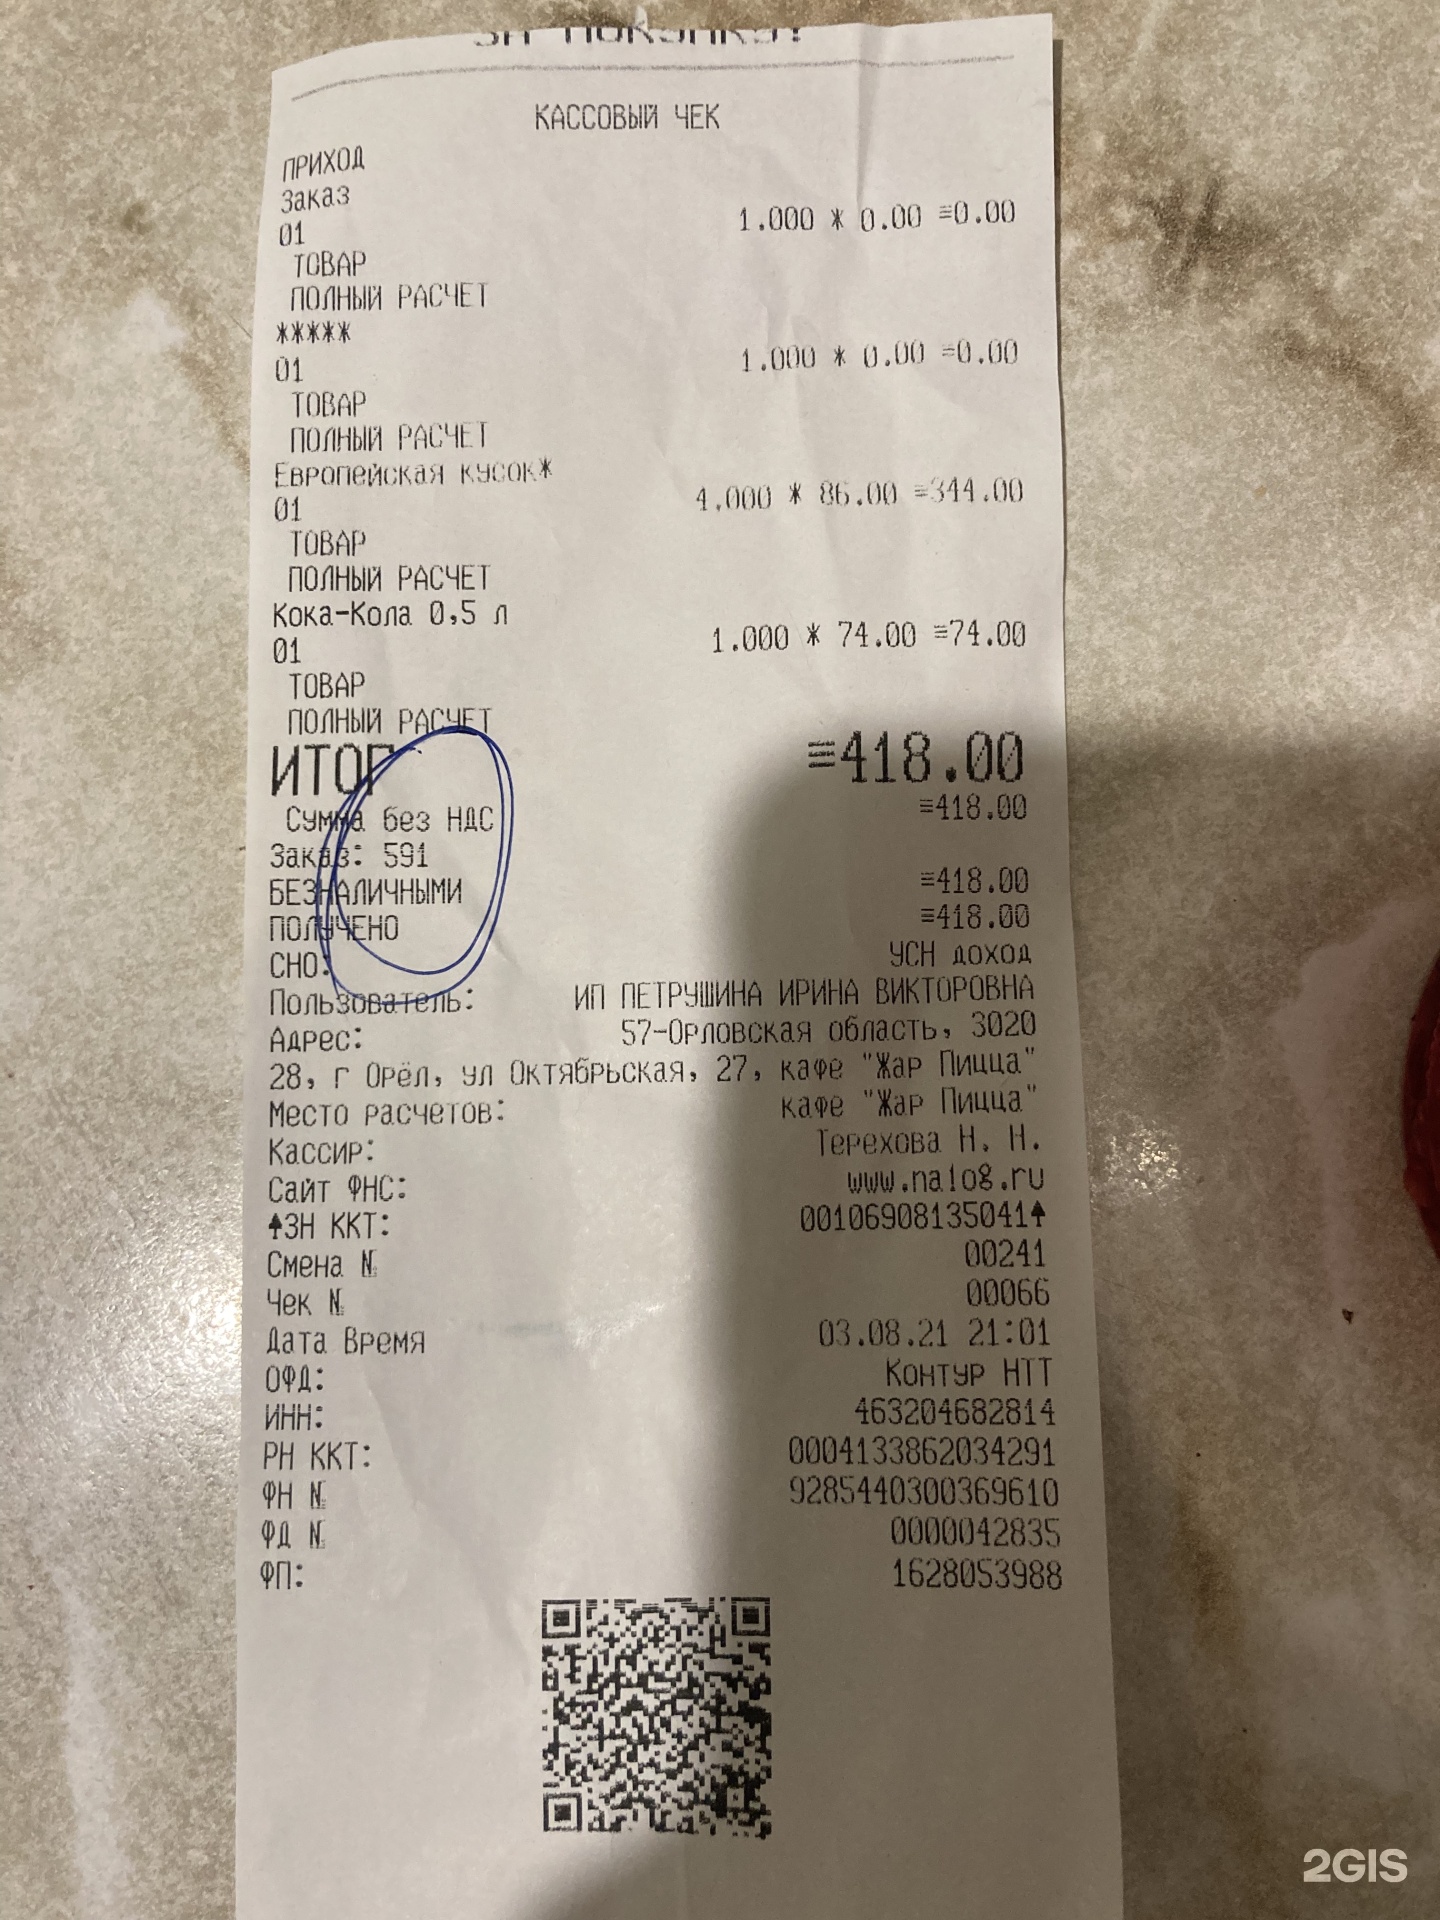 ЗА ПОКУПКУ!
КАССОВЫЙ ЧЕК
ПРИХОД
Заказ
01 1.000 * 0.00 ≡0.00
ТОВАР
ПОЛНЫЙ РАСЧЕТ
*****
01 1.000 * 0.00 ≡0.00
ТОВАР
ПОЛНЫЙ РАСЧЕТ
Европейская кусок*
01 4.000 * 86.00 ≡344.00
ТОВАР
ПОЛНЫЙ РАСЧЕТ
Кока-Кола 0,5 л
01 1.000 * 74.00 ≡74.00
ТОВАР
ПОЛНЫЙ РАСЧЕТ
ИТОГ ≡418.00
Сумма без НДС ≡418.00
Заказ: 591
БЕЗНАЛИЧНЫМИ ≡418.00
ПОЛУЧЕНО ≡418.00
СНО: УСН доход
Пользователь: ИП ПЕТРУШИНА ИРИНА ВИКТОРОВНА
Адрес: 57-Орловская область, 3020
28, г Орёл, ул Октябрьская, 27, кафе "Жар Пицца"
Место расчетов: кафе "Жар Пицца"
Кассир: Терехова Н. Н.
Сайт ФНС: www.nalog.ru
↑ЗН ККТ: 00106908135041↑
Смена № 00241
Чек № 00066
Дата Время 03.08.21 21:01
ОФД: Контур НТТ
ИНН: 463204682814
РН ККТ: 0004133862034291
ФН № 9285440300369610
ФД № 0000042835
ФП: 1628053988
2GIS